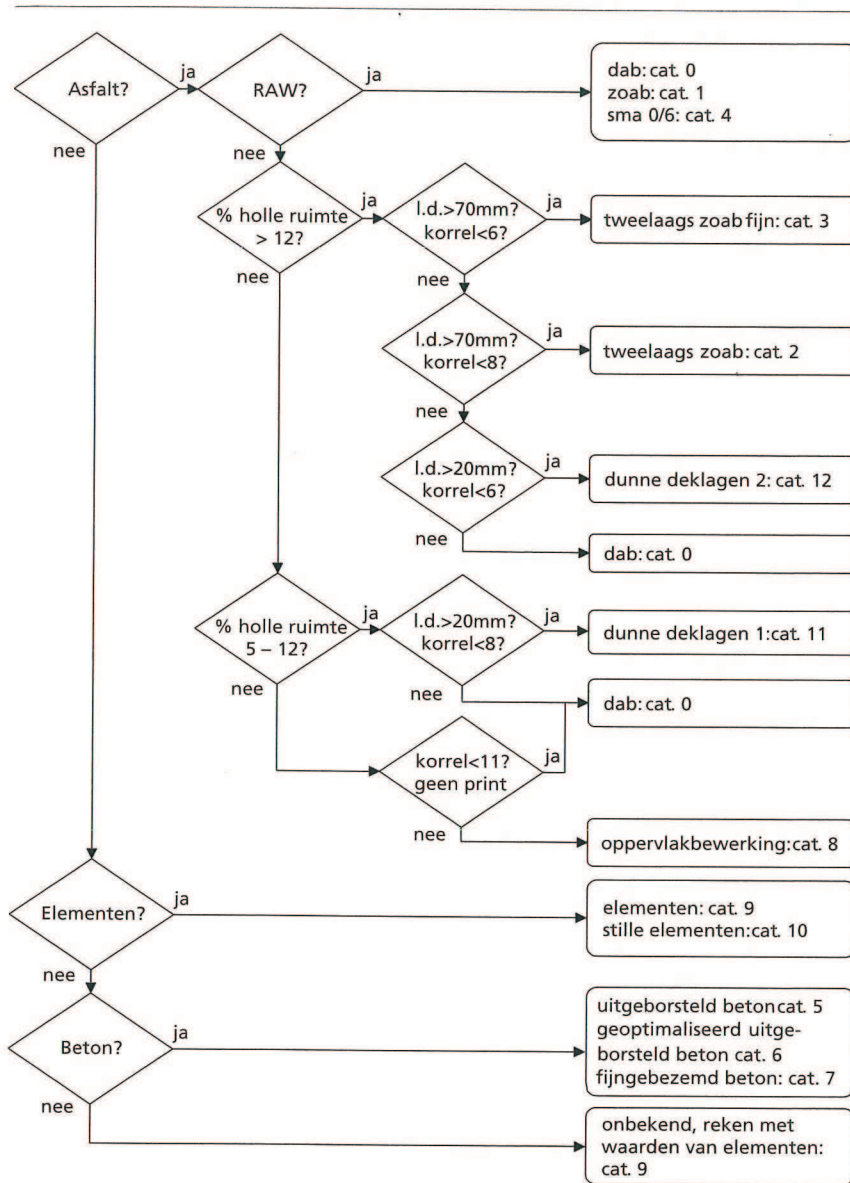 Asfalt?
ja
RAW?
ja
dab: cat. 0
zoab: cat. 1
sma 0/6: cat. 4
nee
nee
% holle ruimte
> 12?
ja
l.d.>70mm?
korrel<6?
ja
tweelaags zoab fijn: cat. 3
nee
nee
l.d.>70mm?
korrel<8?
ja
tweelaags zoab: cat. 2
nee
l.d.>20mm?
korrel<6?
ja
dunne deklagen 2: cat. 12
nee
dab: cat. 0
% holle ruimte
5 – 12?
ja
l.d.>20mm?
korrel<8?
ja
dunne deklagen 1:cat. 11
nee
nee
dab: cat. 0
korrel<11?
geen print
ja
nee
oppervlakbewerking:cat. 8
Elementen?
ja
elementen: cat. 9
stille elementen:cat. 10
nee
Beton?
ja
uitgeborsteld beton cat. 5
geoptimaliseerd uitge-
borsteld beton cat. 6
fijngebezemd beton: cat. 7
nee
onbekend, reken met
waarden van elementen:
cat. 9